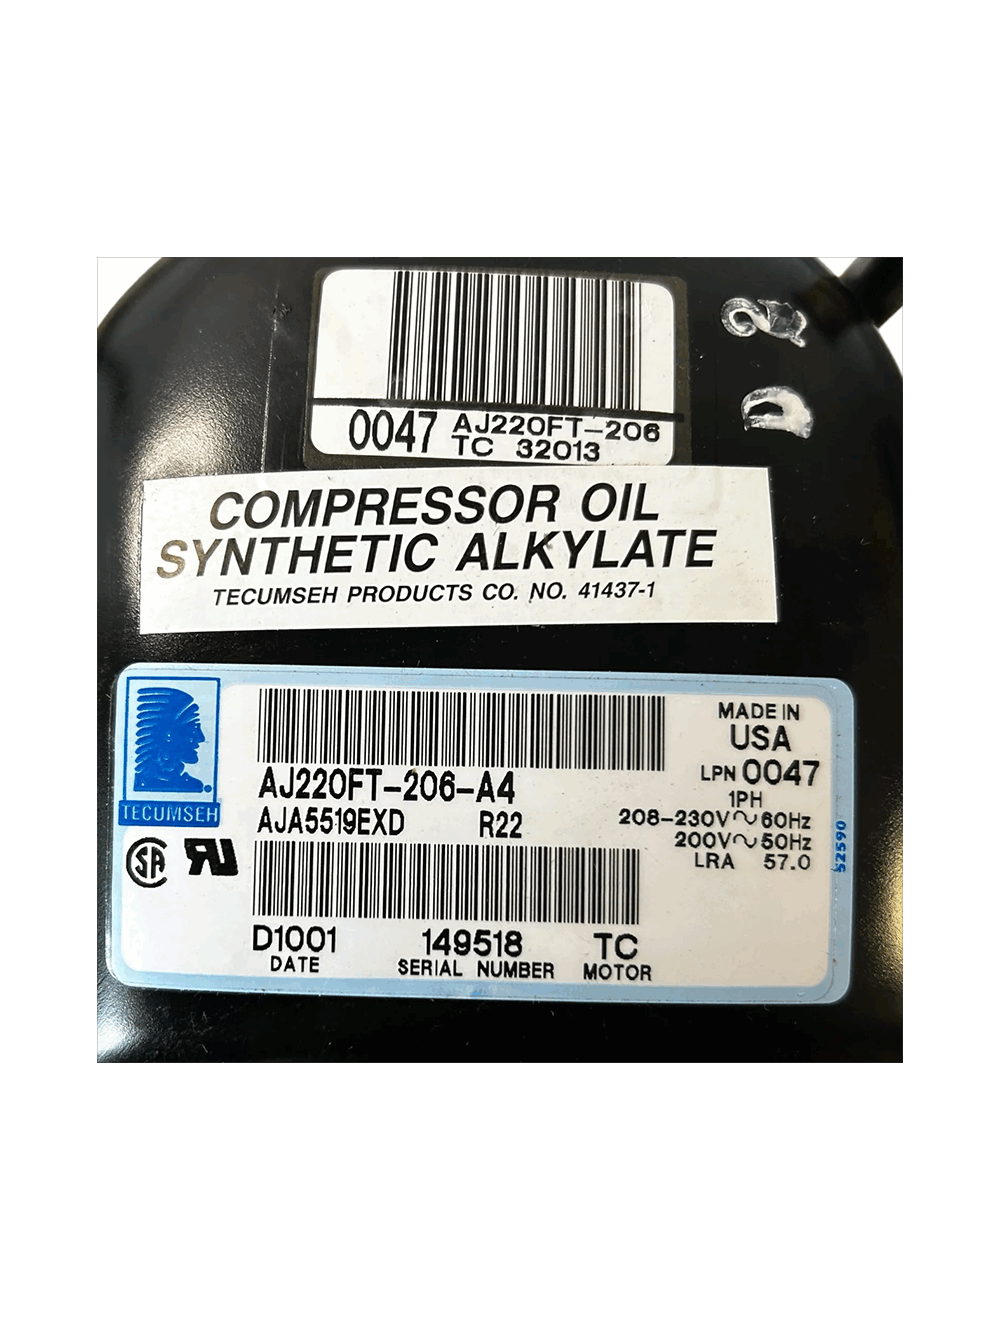 0047 AJ220FT-206
TC 32013
COMPRESSOR OIL
SYNTHETIC ALKYLATE
TECUMSEH PRODUCTS CO. NO. 41437-1
TECUMSEH
SA
AJ220FT-206-A4
AJA5519EXD R22
MADE IN
USA
LPN 0047
1PH
208-230V~60Hz
200V~50Hz
LRA 57.0
52590
D1001 149518 TC
DATE SERIAL NUMBER MOTOR